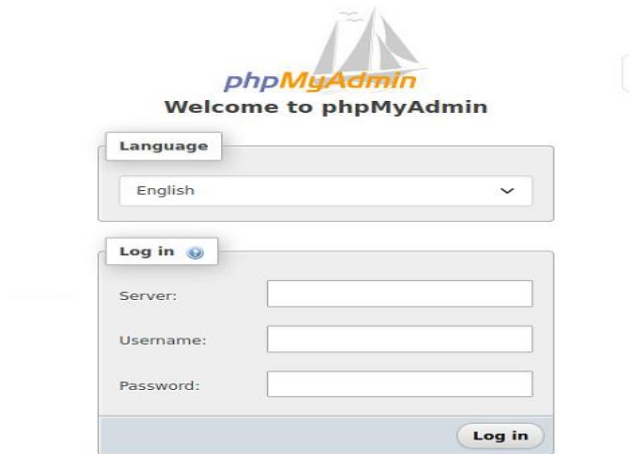 phpMyAdmin
Welcome to phpMyAdmin
Language
English
Log in
Server:
Username:
Password:
Log in